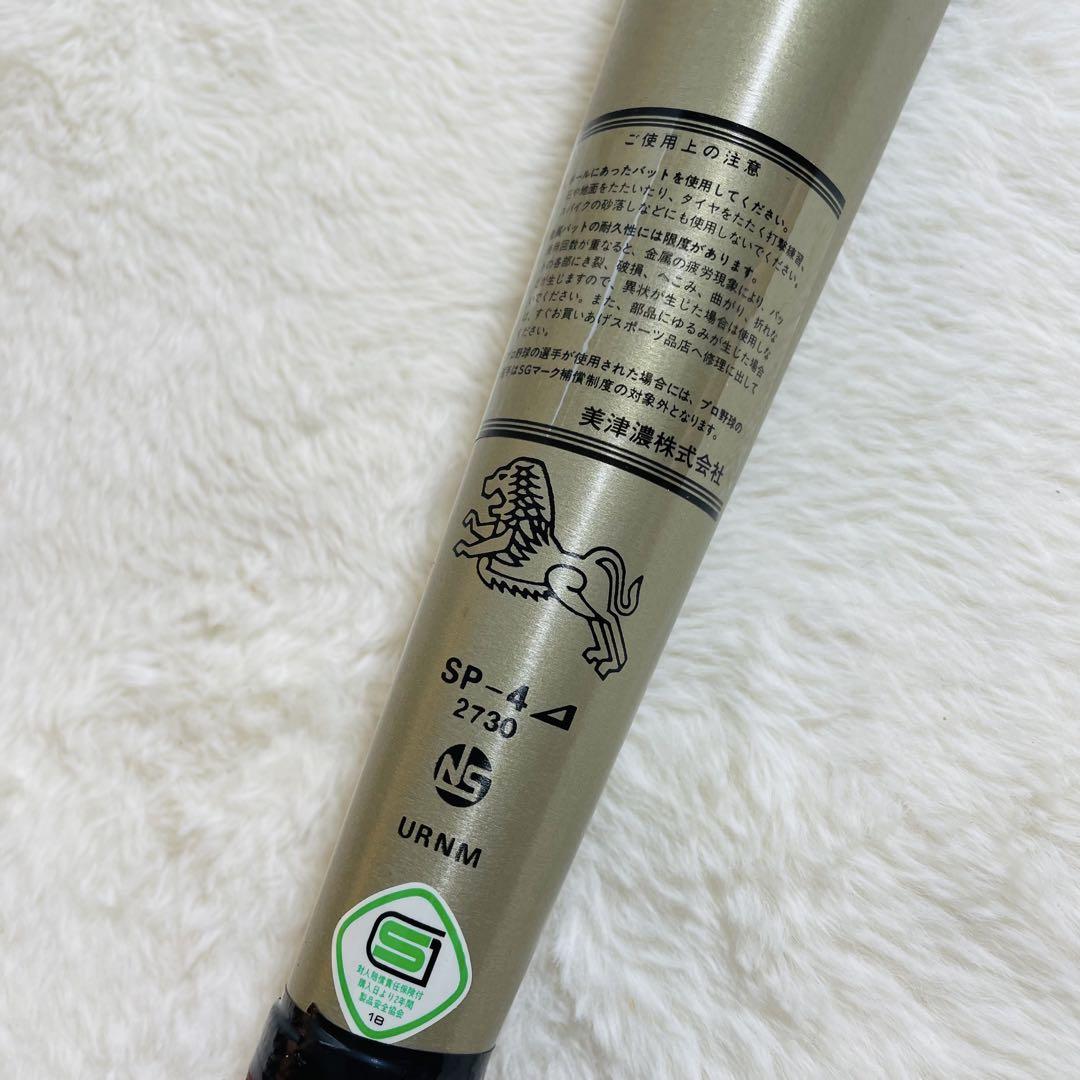 ご使用上の注意
ールにあったバットを使用してください。
や地面をたたいたり、タイヤをたたく打撃練習、
パイクの砂落しなどにも使用しないでください。
属バットの耐久性には限度があります。
用回数が重なると、金属の疲労現象により、バッ
の各部にき裂、破損、へこみ、曲がり、折れな
が生じますので、異状が生じた場合は使用しな
でください。また、部品にゆるみが生じた場合
、すぐお買いあげスポーツ品店へ修理に出して
ださい。
ロ野球の選手が使用された場合には、プロ野球の
手はSGマーク補償制度の対象外となります。
美津濃株式会社
SP-4
2730
NS
URNM
SG
対人賠償責任保険付
購入日より2年間
製品安全協会
18